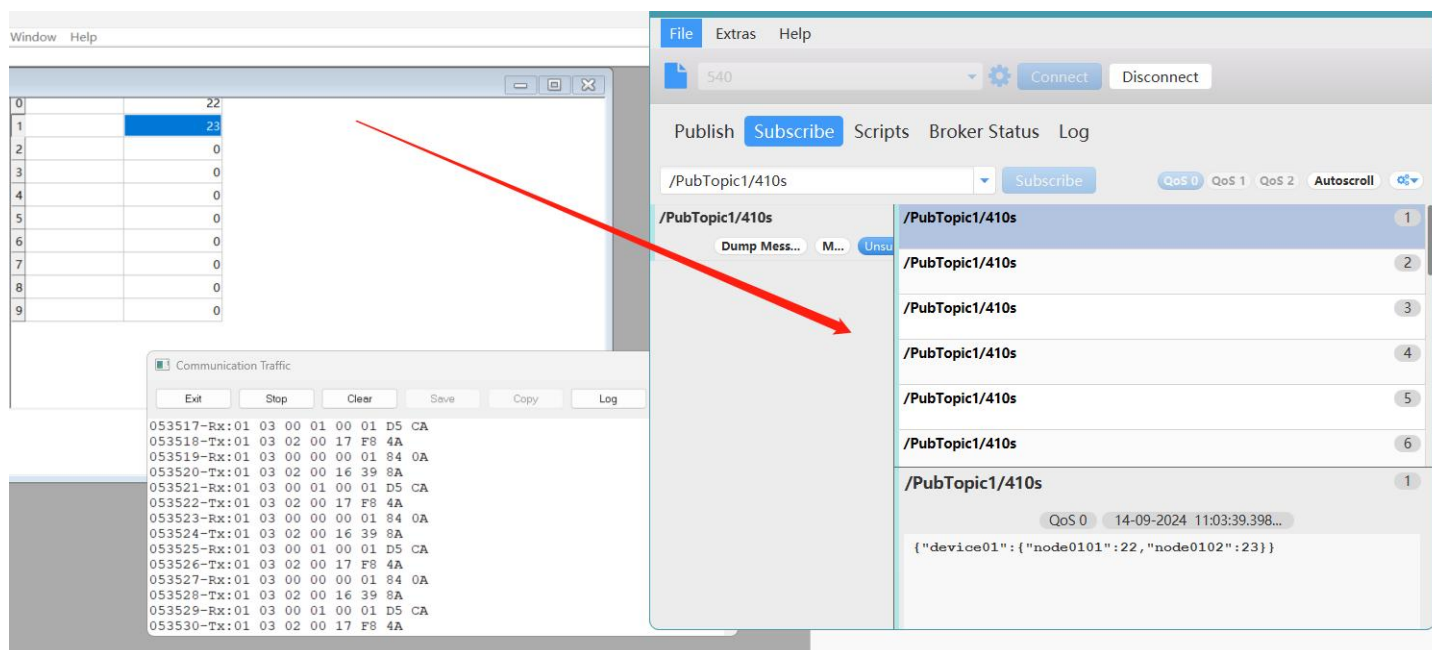 Window Help
0 22
1 23
2 0
3 0
4 0
5 0
6 0
7 0
8 0
9 0
Communication Traffic
Exit Stop Clear Save Copy Log
053517-Rx:01 03 00 01 00 01 D5 CA
053518-Tx:01 03 02 00 17 F8 4A
053519-Rx:01 03 00 00 00 01 84 0A
053520-Tx:01 03 02 00 16 39 8A
053521-Rx:01 03 00 01 00 01 D5 CA
053522-Tx:01 03 02 00 17 F8 4A
053523-Rx:01 03 00 00 00 01 84 0A
053524-Tx:01 03 02 00 16 39 8A
053525-Rx:01 03 00 01 00 01 D5 CA
053526-Tx:01 03 02 00 17 F8 4A
053527-Rx:01 03 00 00 00 01 84 0A
053528-Tx:01 03 02 00 16 39 8A
053529-Rx:01 03 00 01 00 01 D5 CA
053530-Tx:01 03 02 00 17 F8 4A
File Extras Help
540 Connect Disconnect
Publish Subscribe Scripts Broker Status Log
/PubTopic1/410s Subscribe QoS 0 QoS 1 QoS 2 Autoscroll
/PubTopic1/410s
Dump Mess... M... Unsu
/PubTopic1/410s 1
/PubTopic1/410s 2
/PubTopic1/410s 3
/PubTopic1/410s 4
/PubTopic1/410s 5
/PubTopic1/410s 6
/PubTopic1/410s 1
QoS 0 14-09-2024 11:03:39.398...
{"device01":{"node0101":22,"node0102":23}}